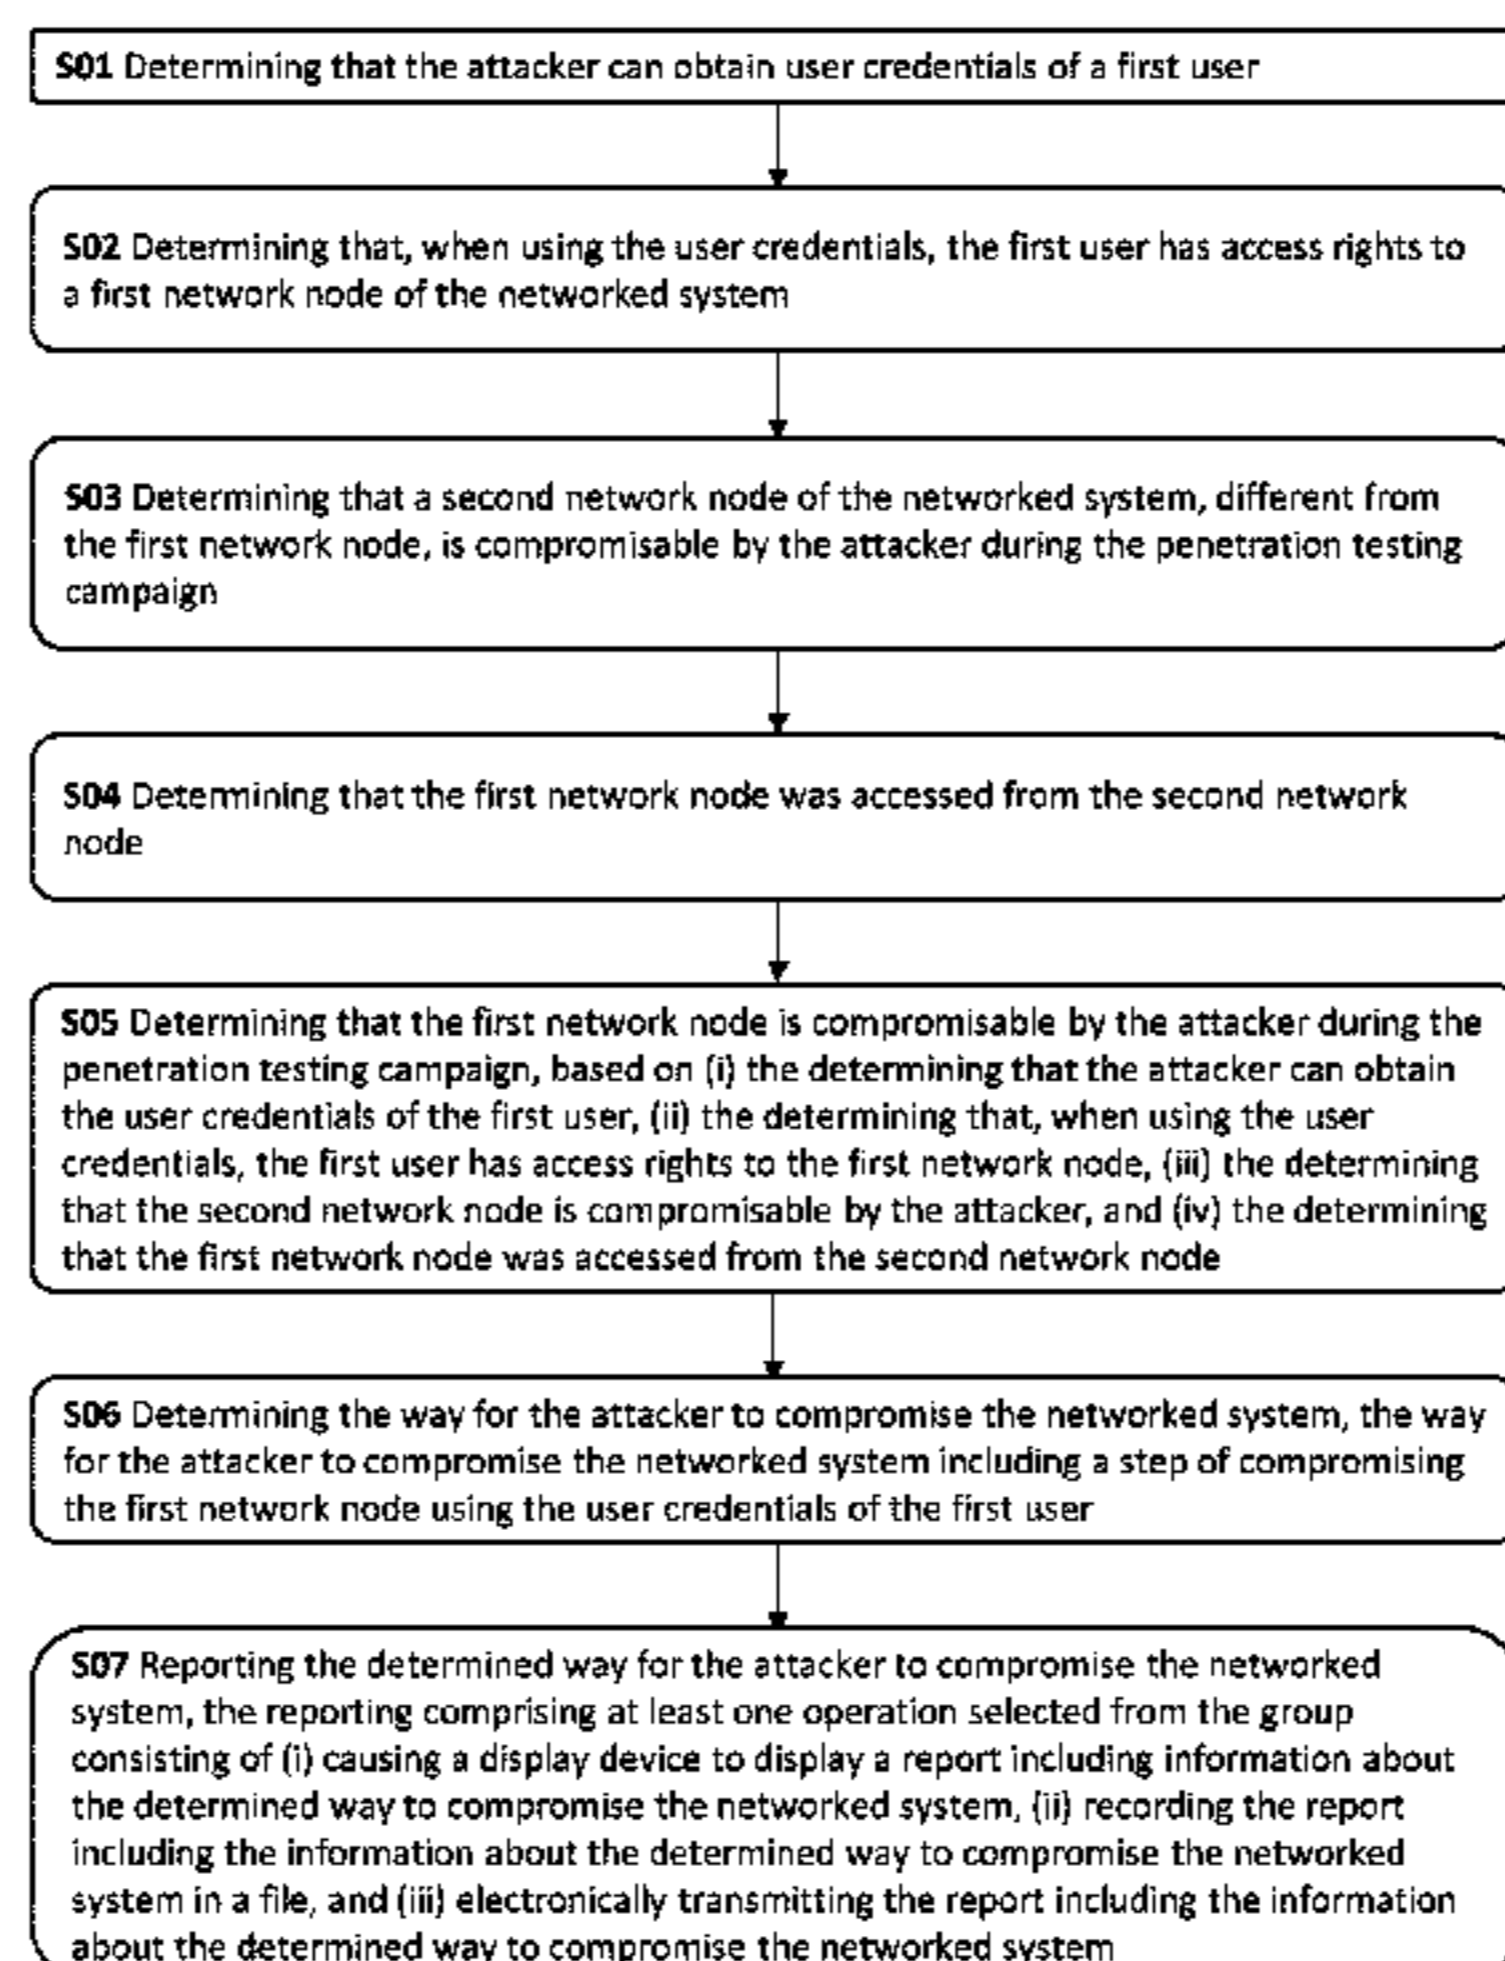 S01 Determining that the attacker can obtain user credentials of a first user
S02 Determining that, when using the user credentials, the first user has access rights to
a first network node of the networked system
S03 Determining that a second network node of the networked system, different from
the first network node, is compromisable by the attacker during the penetration testing
campaign
S04 Determining that the first network node was accessed from the second network
node
S05 Determining that the first network node is compromisable by the attacker during the
penetration testing campaign, based on (i) the determining that the attacker can obtain
the user credentials of the first user, (ii) the determining that, when using the user
credentials, the first user has access rights to the first network node, (iii) the determining
that the second network node is compromisable by the attacker, and (iv) the determining
that the first network node was accessed from the second network node
S06 Determining the way for the attacker to compromise the networked system, the way
for the attacker to compromise the networked system including a step of compromising
the first network node using the user credentials of the first user
S07 Reporting the determined way for the attacker to compromise the networked
system, the reporting comprising at least one operation selected from the group
consisting of (i) causing a display device to display a report including information about
the determined way to compromise the networked system, (ii) recording the report
including the information about the determined way to compromise the networked
system in a file, and (iii) electronically transmitting the report including the information
about the determined way to compromise the networked system